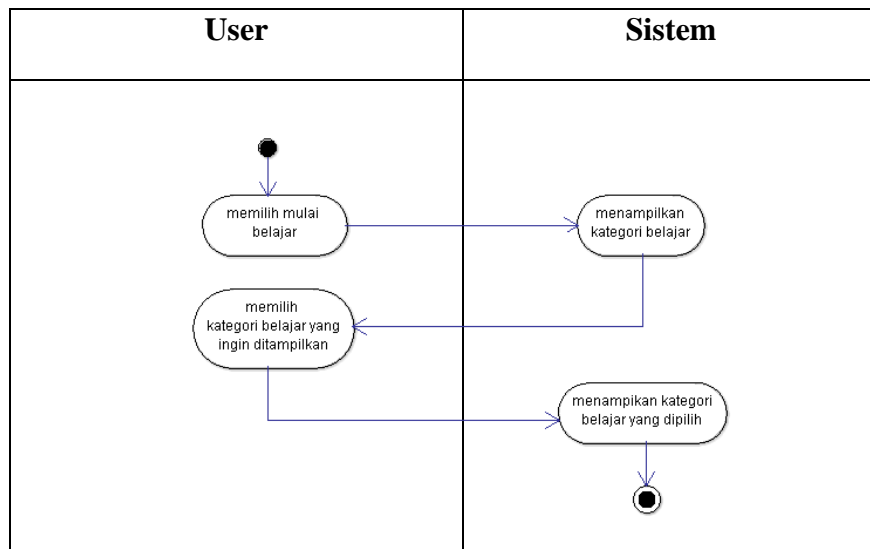 User
Sistem
memilih mulai
belajar
menampilkan
kategori belajar
memilih
kategori belajar yang
ingin ditampilkan
menampikan kategori
belajar yang dipilih